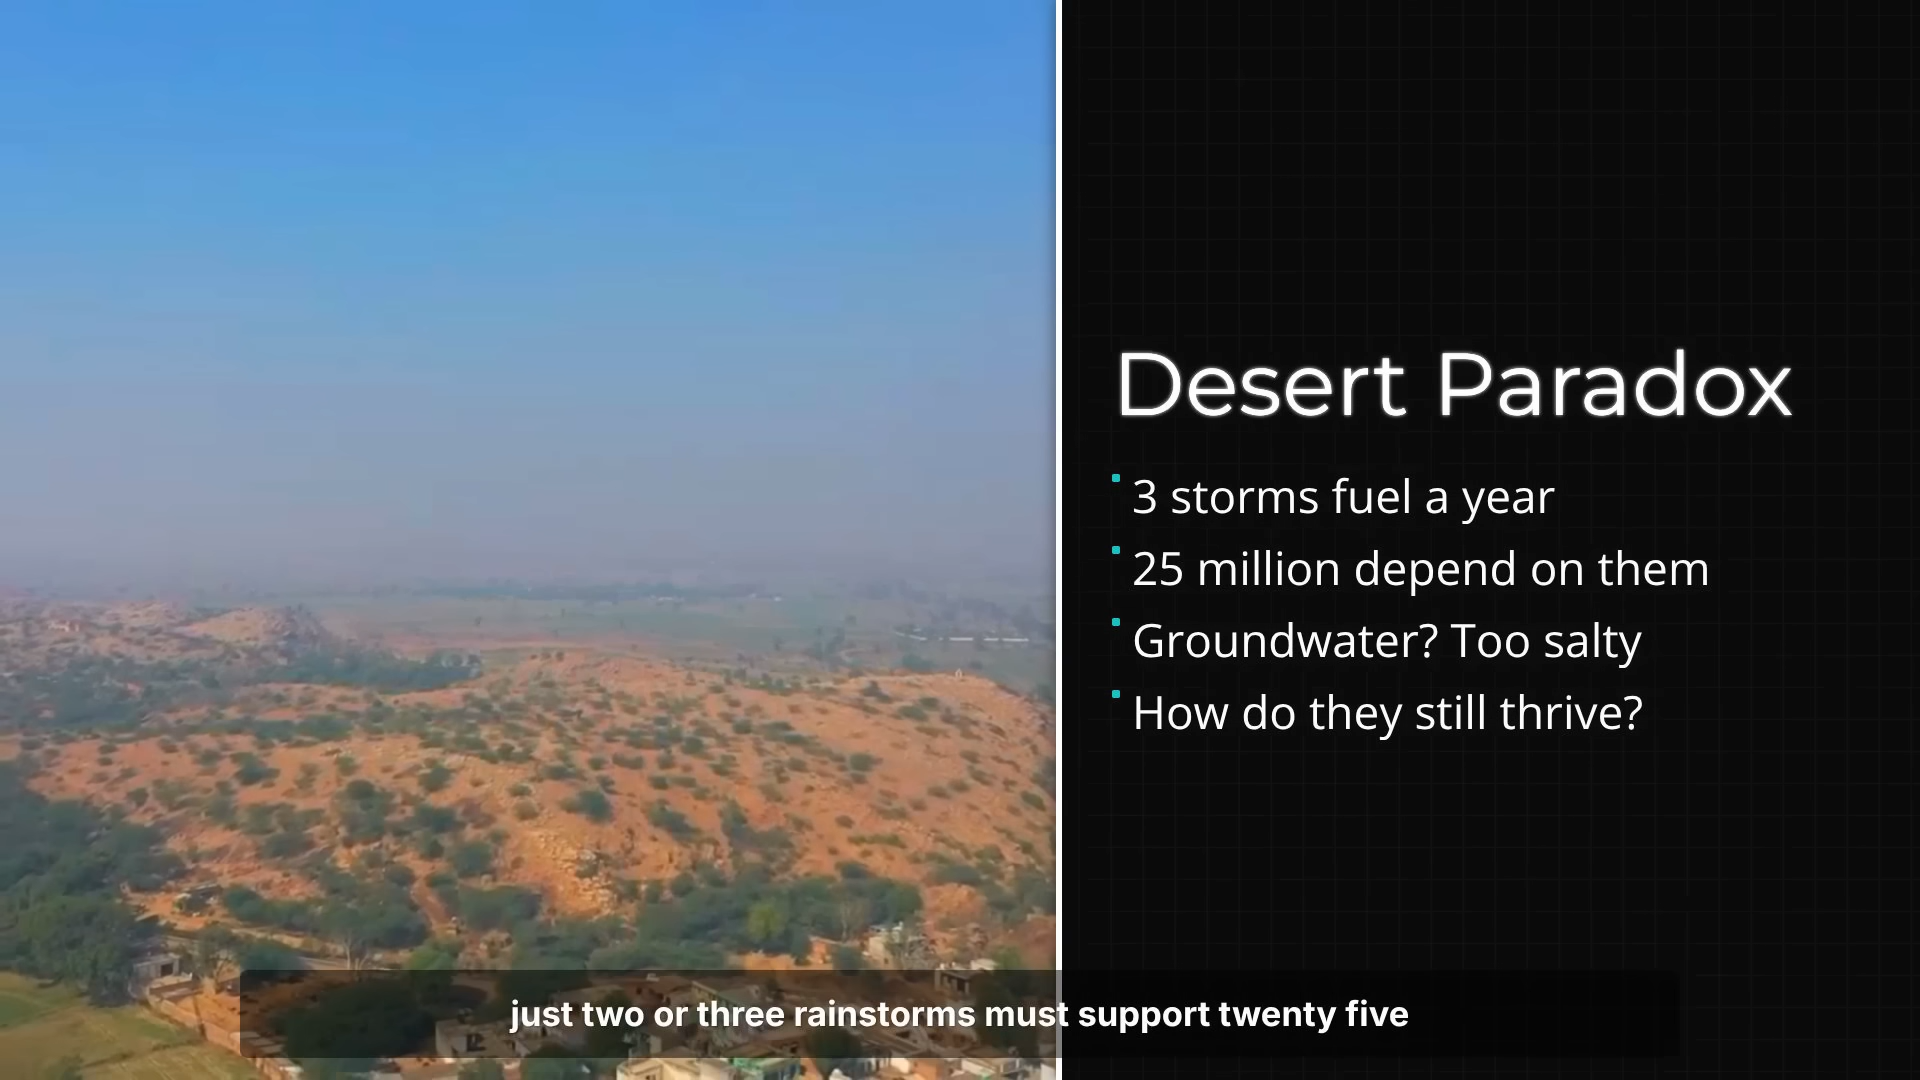 Desert Paradox
3 storms fuel a year
25 million depend on them
Groundwater? Too salty
How do they still thrive?
just two or three rainstorms must support twenty five